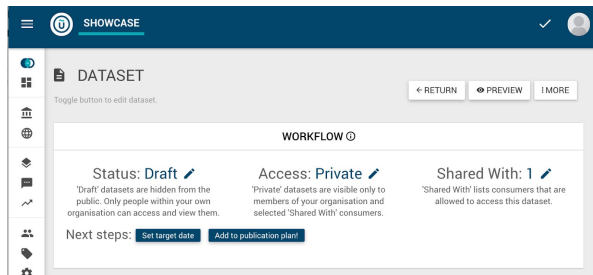 SHOWCASE
DATASET
Toggle button to edit dataset.
RETURN
PREVIEW
MORE
WORKFLOW
Status: Draft
'Draft' datasets are hidden from the
public. Only people within your own
organisation can access and view them.
Access: Private
'Private' datasets are visible only to
members of your organisation and
selected 'Shared With' consumers.
Shared With: 1
'Shared With' lists consumers that are
allowed to access this dataset.
Next steps: Set target date Add to publication plan!